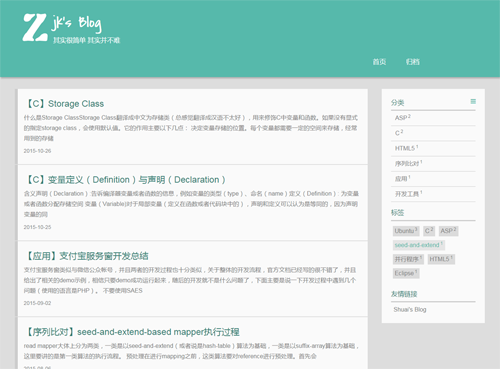 Zjk's Blog
其实很简单 其实并不难
首页 归档
【C】Storage Class
什么是Storage ClassStorage Class翻译成中文为存储类（总感觉翻译成汉语不太好），用来修饰C中变量和函数。如果没有显式
的指定storage class，会使用默认值。它的作用主要以下几点： 决定变量存储的位置。每个变量都需要一定的空间来存储，经常
用到的存储
2015-10-26
【C】变量定义（Definition）与声明（Declaration）
含义声明（Declaration） 告诉编译器变量或者函数的信息，例如变量的类型（type）、命名（name）定义（Definition） 为变量
或者函数分配存储空间 变量（Variable)对于局部变量（定义在函数或者代码块中的），声明和定义可以认为是等同的，因为声明
变量的同
2015-10-25
【应用】支付宝服务窗开发总结
支付宝服务窗类似与微信公众帐号，并且两者的开发过程也十分类似，关于整体的开发流程，官方文档已经写的很不错了，并且
给出了相关的demo示例，相信只要demo成功运行起来，随后的开发就不是什么问题了，下面主要是说一下开发过程中遇到几个
问题（使用的语言是PHP ）。 不要使用SAES
2015-09-02
【序列比对】seed-and-extend-based mapper执行过程
read mapper大体上分为两类，一类是以seed-and-extend（或者说是hash-table）算法为基础，一类是以suffix-array算法为基础，
这里要讲的是第一类算法的执行流程。 预处理在进行mapping之前，这类算法要对reference进行预处理。首先必
分类
ASP 2
C 2
HTML5 1
序列比对 1
应用 1
开发工具 1
标签
Ubuntu 3 C 2 ASP 2
seed-and-extend 1
并行程序 1 HTML5 1
Eclipse 1
友情链接
Shuai's Blog